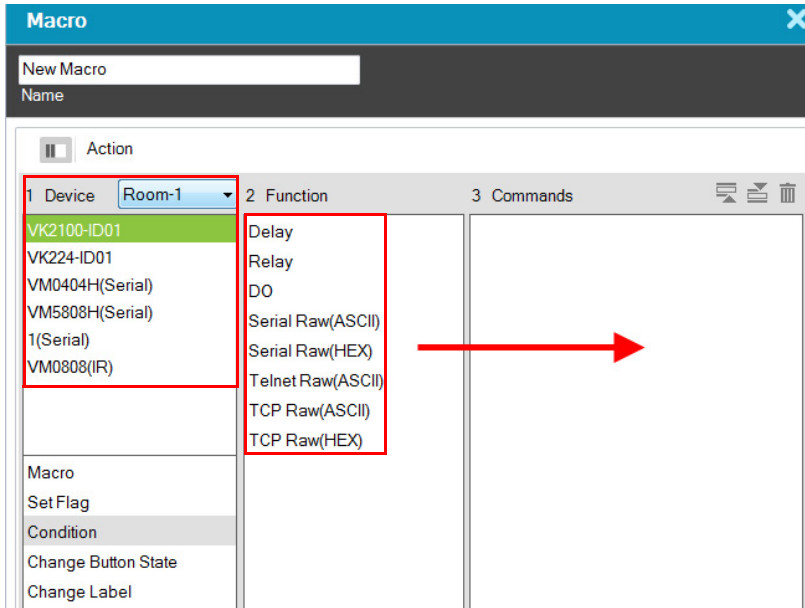 Macro
New Macro
Name
Action
1 Device Room-1
2 Function
3 Commands
VK2100-ID01
VK224-ID01
VM0404H(Serial)
VM5808H(Serial)
1(Serial)
VM0808(IR)
Delay
Relay
DO
Serial Raw(ASCII)
Serial Raw(HEX)
Telnet Raw(ASCII)
TCP Raw(ASCII)
TCP Raw(HEX)
Macro
Set Flag
Condition
Change Button State
Change Label